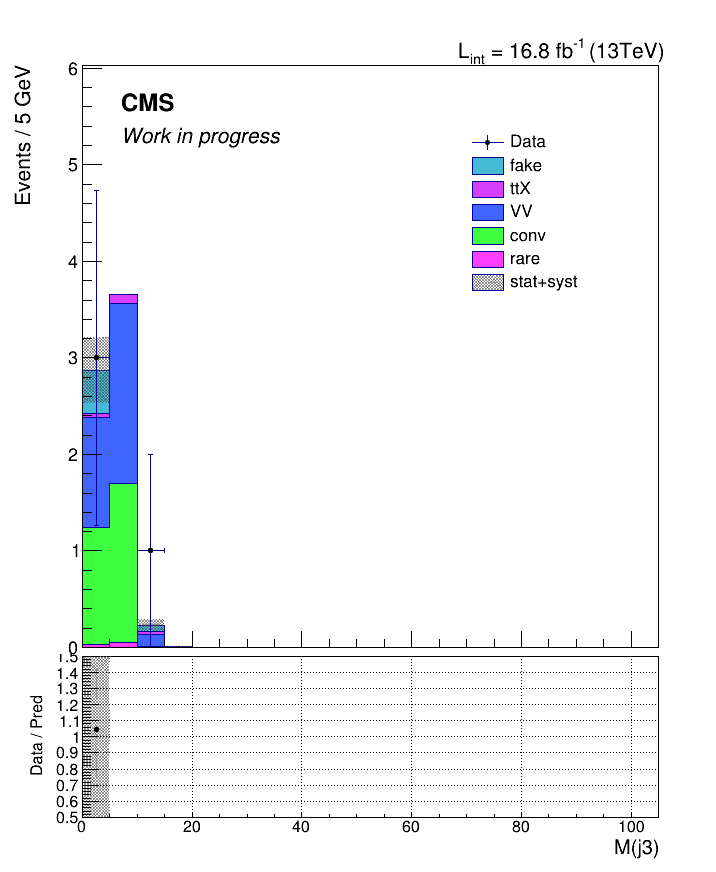 L_int = 16.8 fb^-1 (13TeV)
Events / 5 GeV
CMS
Work in progress
Data
fake
ttX
VV
conv
rare
stat+syst
6
5
4
3
2
1
0
Data / Pred
1.5
1.4
1.3
1.2
1.1
1
0.9
0.8
0.7
0.6
0.5
0 20 40 60 80 100
M(j3)